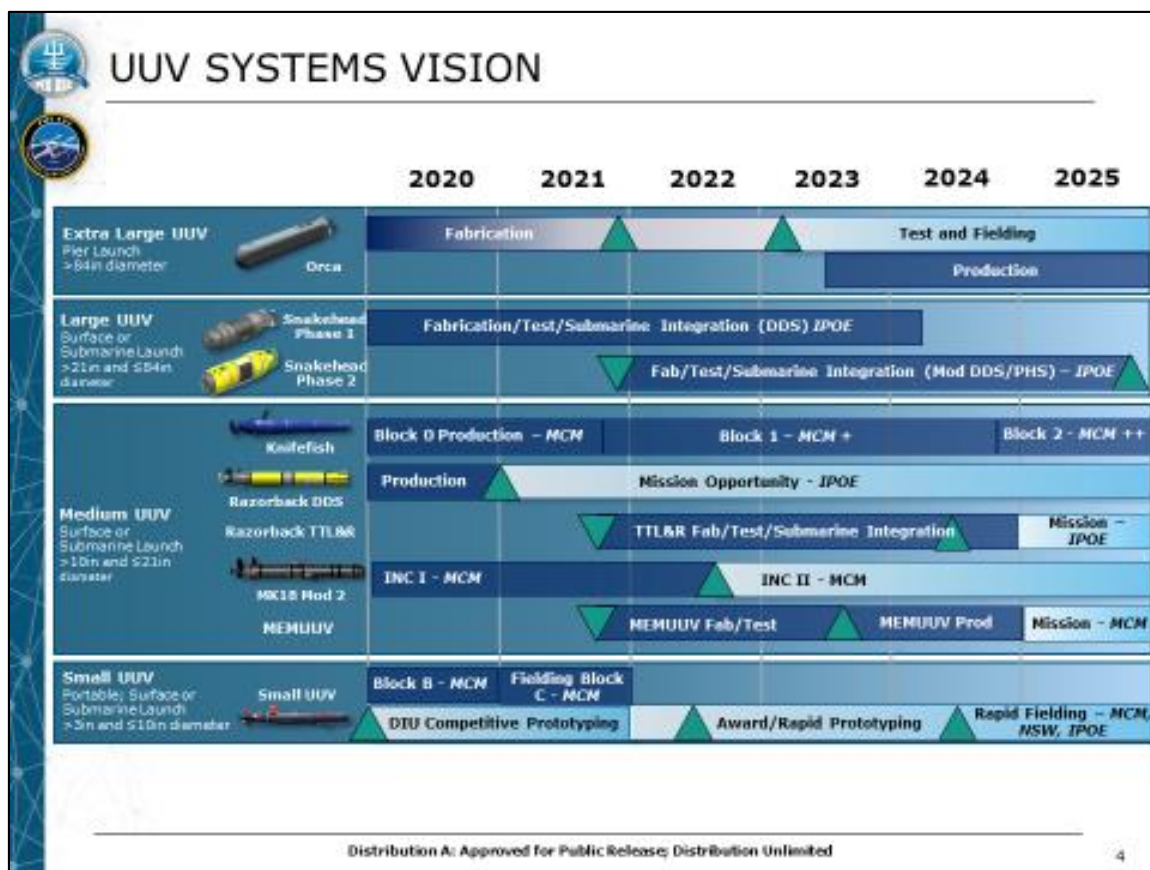 UUV SYSTEMS VISION
2020 2021 2022 2023 2024 2025
Extra Large UUV
Pier Launch
>84in diameter
Orca
Fabrication
Test and Fielding
Production
Large UUV
Surface or
Submarine Launch
>21in and ≤84in
diameter
Snakehead
Phase 1
Snakehead
Phase 2
Fabrication/Test/Submarine Integration (DDS) IPOE
Fab/Test/Submarine Integration (Mod DDS/PHS) – IPOE
Medium UUV
Surface or
Submarine Launch
>10in and ≤21in
diameter
Knifefish
Block 0 Production – MCM
Block 1 – MCM +
Block 2 - MCM ++
Razorback DDS
Production
Mission Opportunity - IPOE
Razorback TTL&R
TTL&R Fab/Test/Submarine Integration
Mission –
IPOE
MK18 Mod 2
INC I - MCM
INC II - MCM
MEMUUV
MEMUUV Fab/Test
MEMUUV Prod
Mission - MCM
Small UUV
Portable; Surface or
Submarine Launch
>3in and ≤10in diameter
Small UUV
Block B - MCM
Fielding Block
C - MCM
DIU Competitive Prototyping
Award/Rapid Prototyping
Rapid Fielding – MCM,
NSW, IPOE
Distribution A: Approved for Public Release; Distribution Unlimited
4